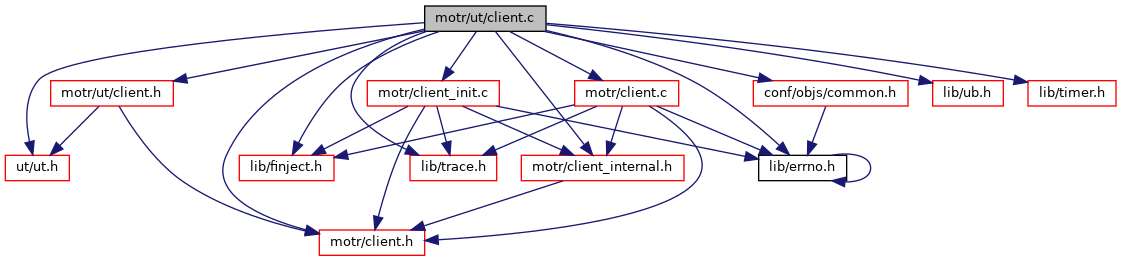 motr/ut/client.c
motr/ut/client.h
motr/client_init.c
motr/client.c
conf/objs/common.h
lib/ub.h
lib/timer.h
ut/ut.h
lib/finject.h
lib/trace.h
motr/client_internal.h
lib/errno.h
motr/client.h